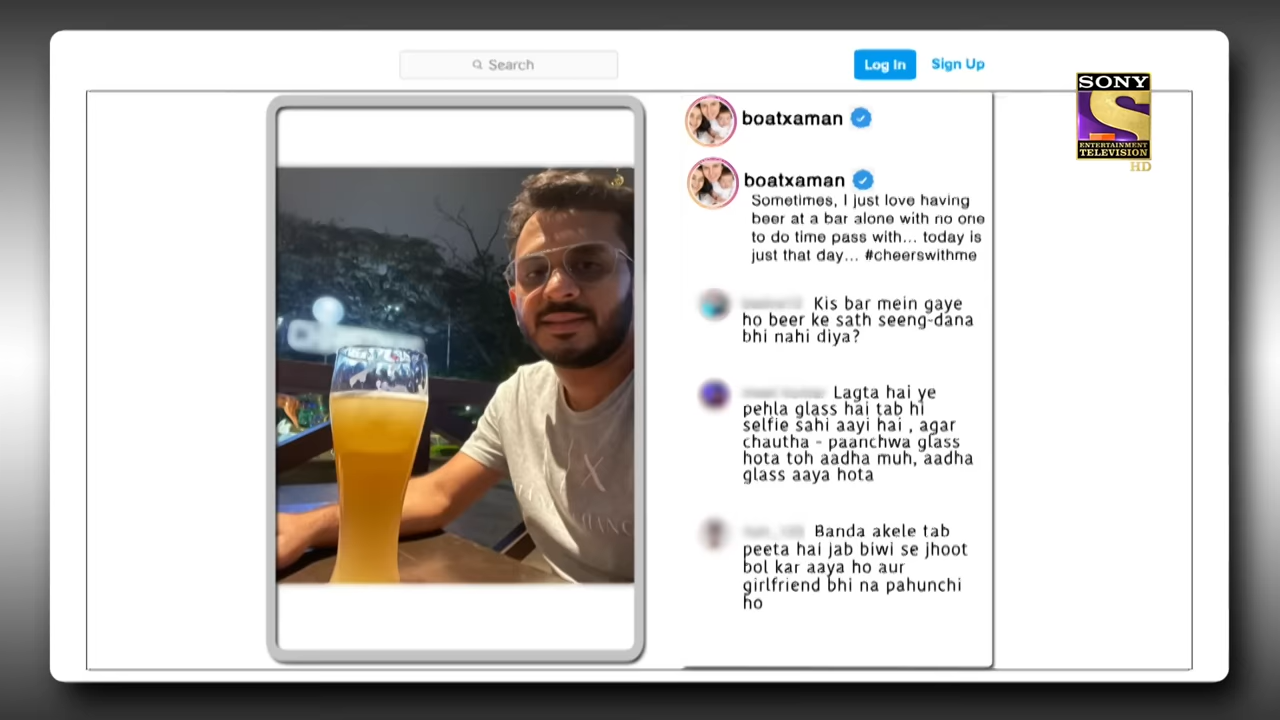 Search
Log In
Sign Up
SONY
S
ENTERTAINMENT
TELEVISION
HD
boatxaman
boatxaman
Sometimes, I just love having
beer at a bar alone with no one
to do time pass with... today is
just that day... #cheerswithme
Kis bar mein gaye
ho beer ke sath seeng-dana
bhi nahi diya?
Lagta hai ye
pehla glass hai tab hi
selfie sahi aayi hai , agar
chautha - paanchwa glass
hota toh aadha muh, aadha
glass aaya hota
Banda akele tab
peeta hai jab biwi se jhoot
bol kar aaya ho aur
girlfriend bhi na pahunchi
ho